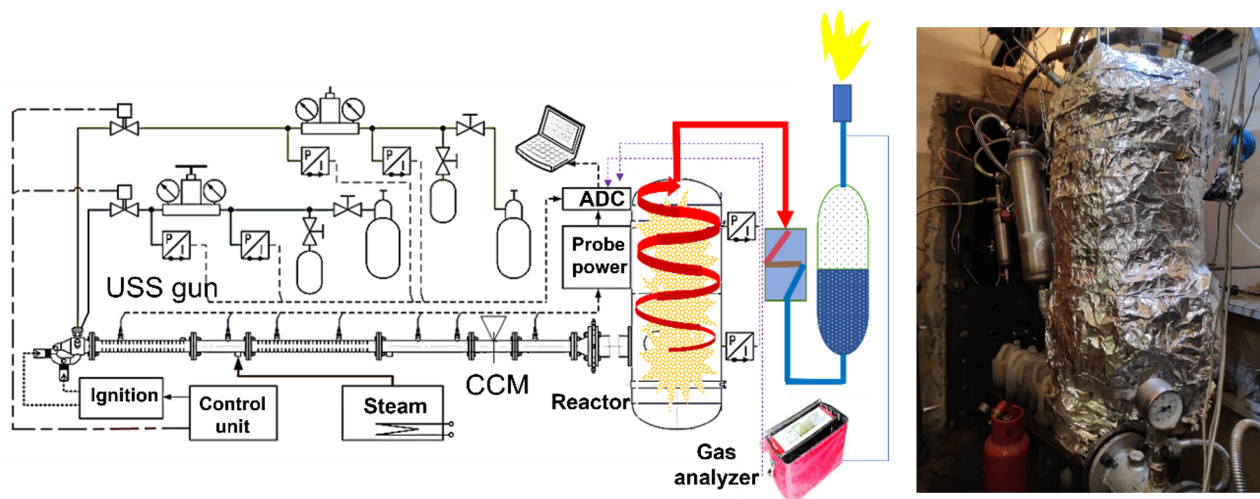 P
I
P
I
ADC
P
I
Probe
power
P
I
P
I
USS gun
P
I
CCM
Ignition
Control
unit
Steam
Reactor
Gas
analyzer